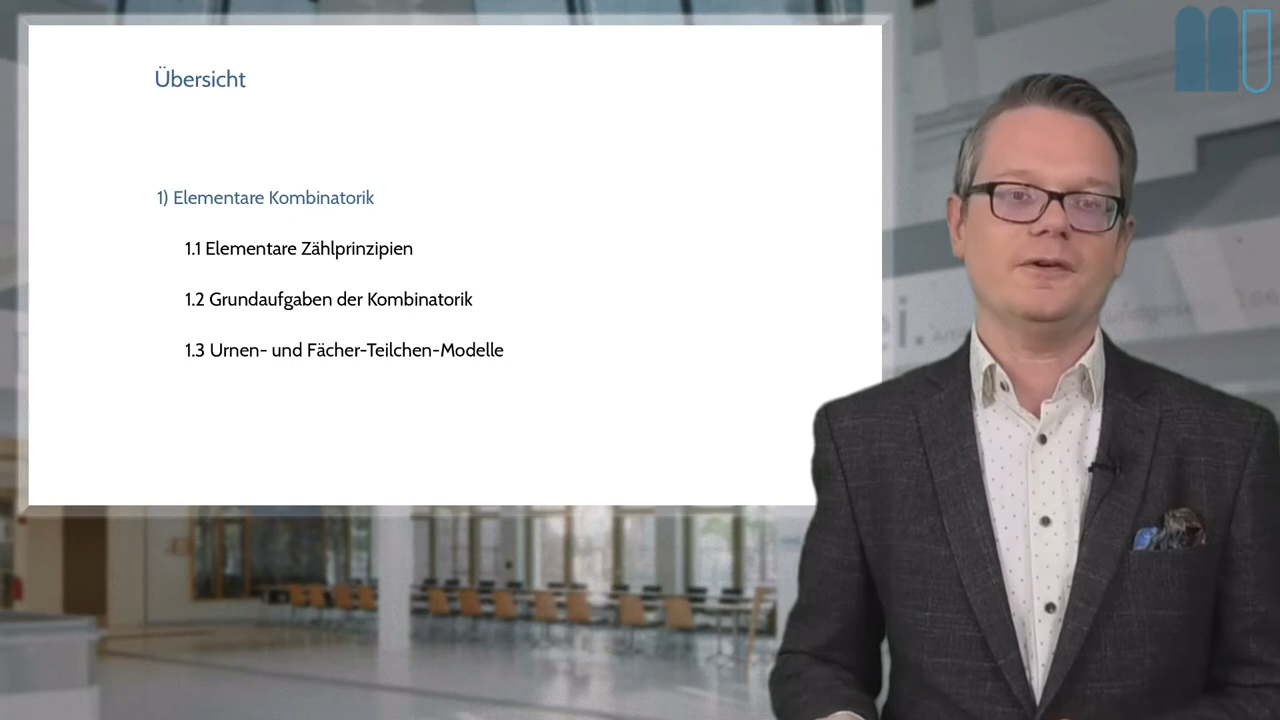 Übersicht
1) Elementare Kombinatorik
1.1 Elementare Zählprinzipien
1.2 Grundaufgaben der Kombinatorik
1.3 Urnen- und Fächer-Teilchen-Modelle
ei.